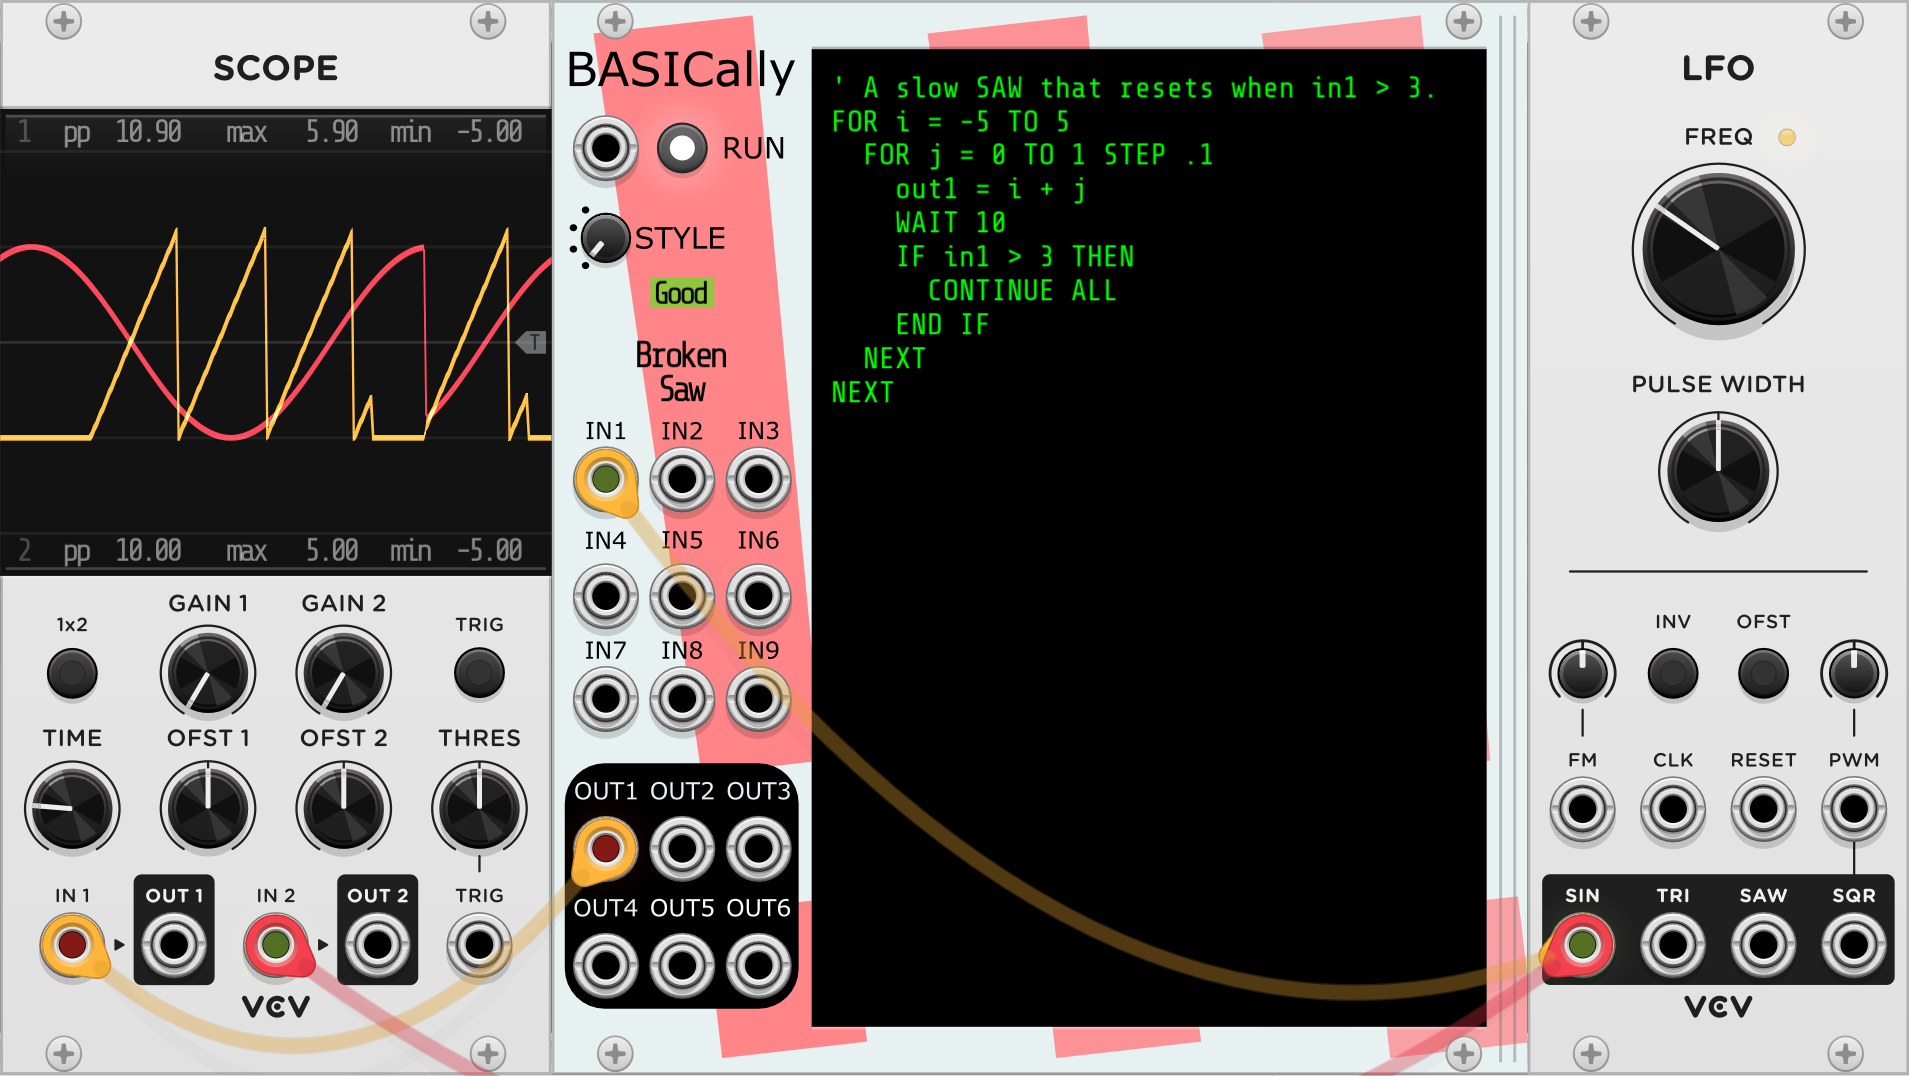 SCOPE
1 pp 10.90 max 5.90 min -5.00
T
2 pp 10.00 max 5.00 min -5.00
1x2 GAIN 1 GAIN 2 TRIG
TIME OFST 1 OFST 2 THRES
IN 1 OUT 1 IN 2 OUT 2 TRIG
VCV
BASICally
RUN
STYLE
Good
Broken
Saw
IN1 IN2 IN3
IN4 IN5 IN6
IN7 IN8 IN9
OUT1 OUT2 OUT3
OUT4 OUT5 OUT6
' A slow SAW that resets when in1 > 3.
FOR i = -5 TO 5
  FOR j = 0 TO 1 STEP .1
    out1 = i + j
    WAIT 10
    IF in1 > 3 THEN
      CONTINUE ALL
    END IF
  NEXT
NEXT
LFO
FREQ
PULSE WIDTH
INV OFST
FM CLK RESET PWM
SIN TRI SAW SQR
VCV